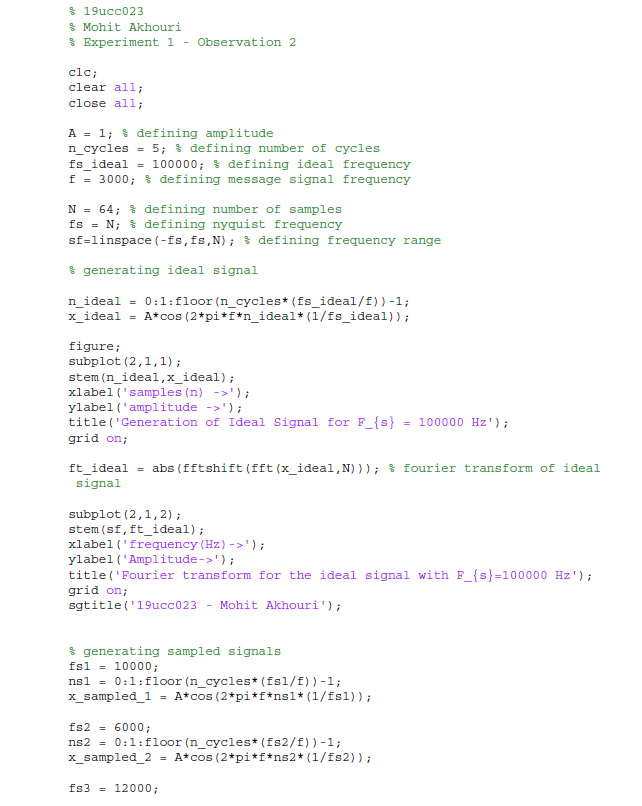 % 19ucc023
% Mohit Akhouri
% Experiment 1 - Observation 2
clc;
clear all;
close all;
A = 1; % defining amplitude
n_cycles = 5; % defining number of cycles
fs_ideal = 100000; % defining ideal frequency
f = 3000; % defining message signal frequency
N = 64; % defining number of samples
fs = N; % defining nyquist frequency
sf=linspace(-fs,fs,N); % defining frequency range
% generating ideal signal
n_ideal = 0:1:floor(n_cycles*(fs_ideal/f))-1;
x_ideal = A*cos(2*pi*f*n_ideal*(1/fs_ideal));
figure;
subplot(2,1,1);
stem(n_ideal,x_ideal);
xlabel('samples(n) ->');
ylabel('amplitude ->');
title('Generation of Ideal Signal for F_{s} = 100000 Hz');
grid on;
ft_ideal = abs(fftshift(fft(x_ideal,N))); % fourier transform of ideal
signal
subplot(2,1,2);
stem(sf,ft_ideal);
xlabel('frequency(Hz)->');
ylabel('Amplitude->');
title('Fourier transform for the ideal signal with F_{s}=100000 Hz');
grid on;
sgtitle('19ucc023 - Mohit Akhouri');
% generating sampled signals
fs1 = 10000;
ns1 = 0:1:floor(n_cycles*(fs1/f))-1;
x_sampled_1 = A*cos(2*pi*f*ns1*(1/fs1));
fs2 = 6000;
ns2 = 0:1:floor(n_cycles*(fs2/f))-1;
x_sampled_2 = A*cos(2*pi*f*ns2*(1/fs2));
fs3 = 12000;